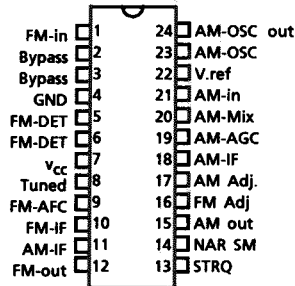 FM-in 1 24 AM-OSC out
Bypass 2 23 AM-OSC
Bypass 3 22 V.ref
GND 4 21 AM-in
FM-DET 5 20 AM-Mix
FM-DET 6 19 AM-AGC
Vcc 7 18 AM-IF
Tuned 8 17 AM Adj.
FM-AFC 9 16 FM Adj
FM-IF 10 15 AM out
AM-IF 11 14 NAR SM
FM-out 12 13 STRQ